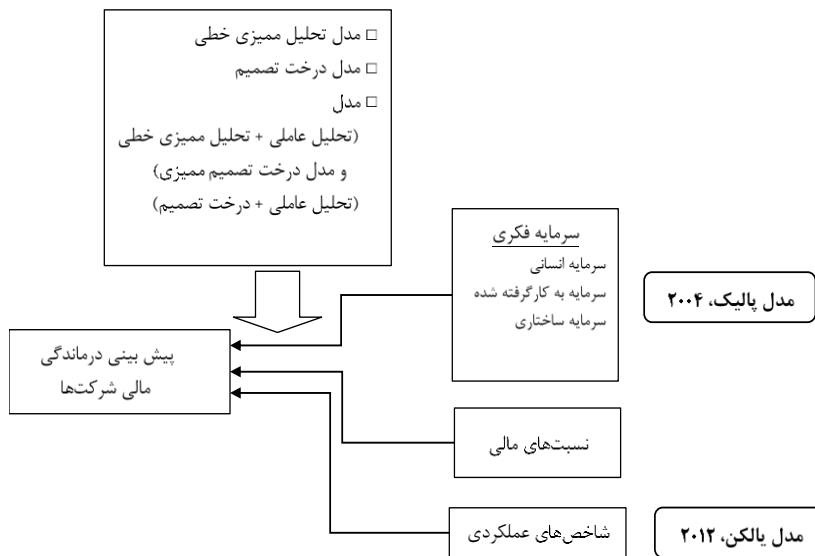 □ مدل تحلیل ممیزی خطی
□ مدل درخت تصمیم
□ مدل
(تحلیل عاملی + تحلیل ممیزی خطی
و مدل درخت تصمیم ممیزی)
(تحلیل عاملی + درخت تصمیم)
سرمایه فکری
سرمایه انسانی
سرمایه به کارگرفته شده
سرمایه ساختاری
مدل پالیک، ۲۰۰۴
پیش بینی درماندگی
مالی شرکت‌ها
نسبت‌های مالی
شاخص‌های عملکردی
مدل یالکن، ۲۰۱۲